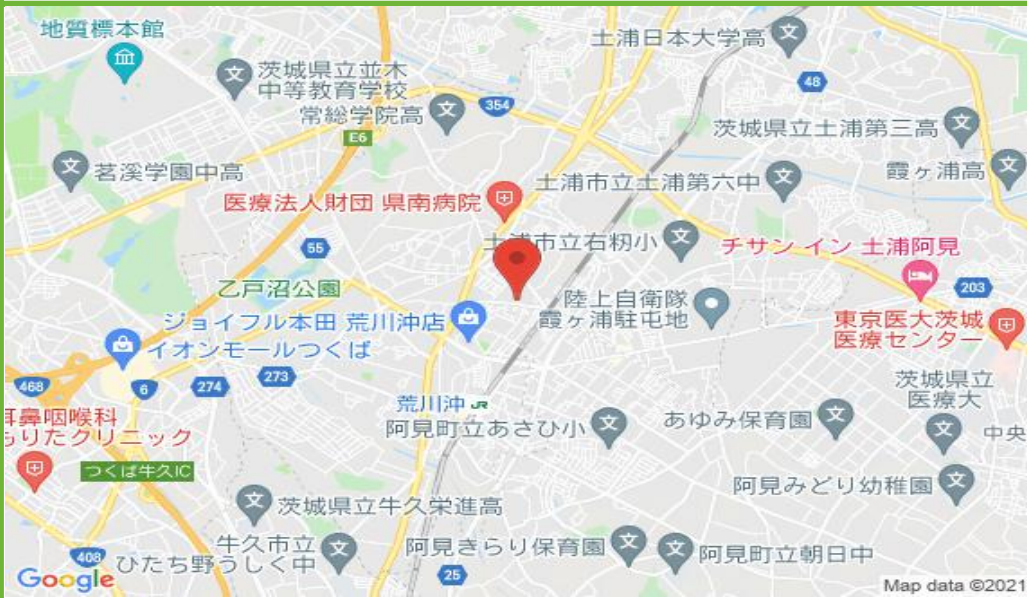 地質標本館
土浦日本大学高
茨城県立並木
中等教育学校
48
常総学院高
354
茨城県立土浦第三高
E6
茗溪学園中高
霞ヶ浦高
土浦市立土浦第六中
医療法人財団 県南病院
土浦市立右籾小
チサン イン 土浦阿見
55
乙戸沼公園
陸上自衛隊
霞ヶ浦駐屯地
203
ジョイフル本田 荒川沖店
東京医大茨城
医療センター
イオンモールつくば
468
6
274
273
茨城県立
医療大
荒川沖 JR
耳鼻咽喉科
もりたクリニック
阿見町立あさひ小
あゆみ保育園
中央
つくば牛久IC
阿見みどり幼稚園
茨城県立牛久栄進高
牛久市立
ひたち野うしく中
阿見きらり保育園
阿見町立朝日中
408
25
Google
Map data ©2021